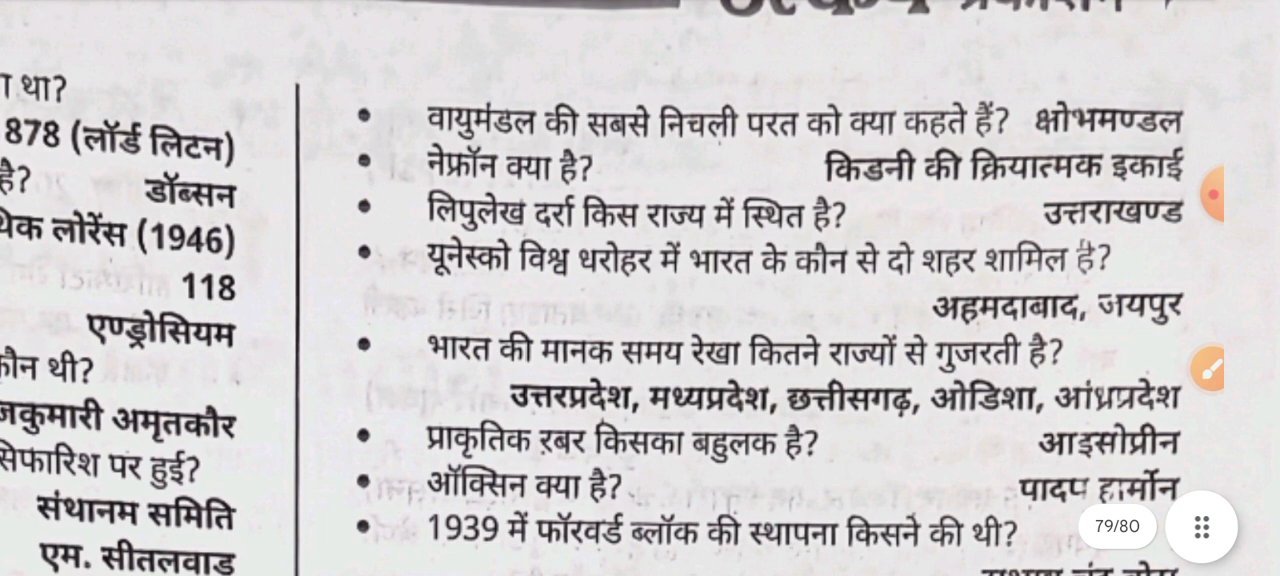 प्रकाशन
त था?
878 (लॉर्ड लिटन)
है?
डॉब्सन
लोरेंस (1946)
118
एण्ड्रोसियम
कौन थी?
जकुमारी अमृतकौर
सिफारिश पर हुई?
संथानम समिति
एम. सीतलवाड
• वायुमंडल की सबसे निचली परत को क्या कहते हैं? क्षोभमण्डल
• नेफ्रॉन क्या है? किडनी की क्रियात्मक इकाई
• लिपुलेख दर्रा किस राज्य में स्थित है? उत्तराखण्ड
• यूनेस्को विश्व धरोहर में भारत के कौन से दो शहर शामिल है?
अहमदाबाद, जयपुर
• भारत की मानक समय रेखा कितने राज्यों से गुजरती है?
उत्तरप्रदेश, मध्यप्रदेश, छत्तीसगढ़, ओडिशा, आंध्रप्रदेश
• प्राकृतिक रबर किसका बहुलक है? आइसोप्रीन
• ऑक्सिन क्या है? पादप हार्मोन
• 1939 में फॉरवर्ड ब्लॉक की स्थापना किसने की थी?
79/80